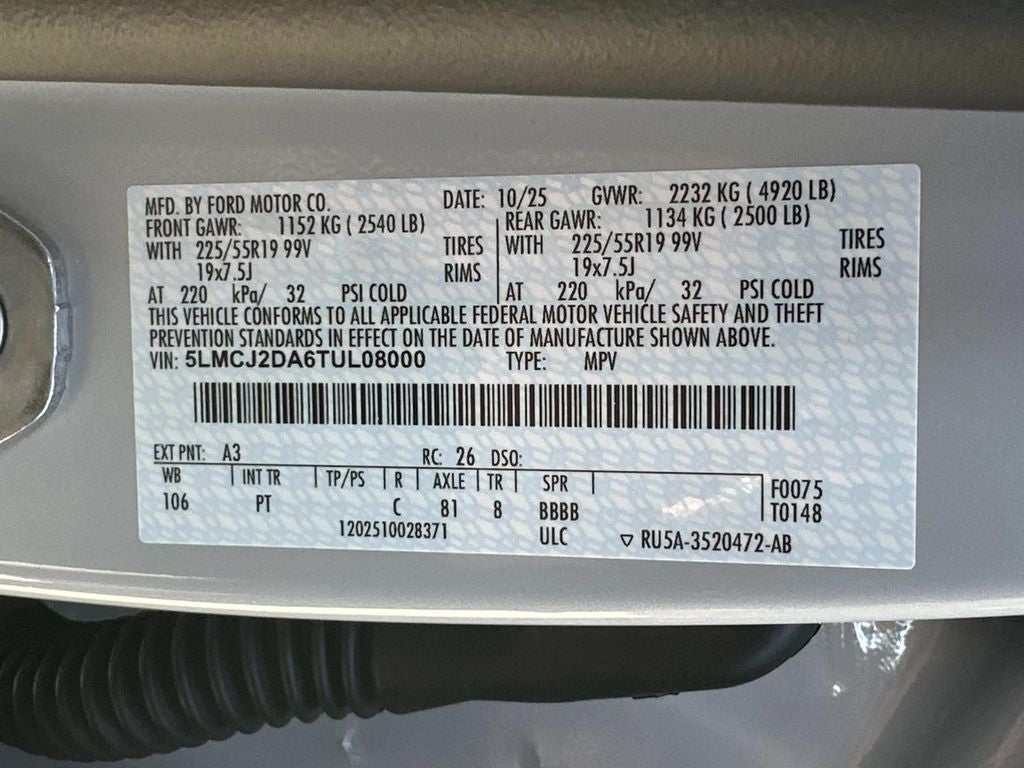 MFD. BY FORD MOTOR CO. DATE: 10/25 GVWR: 2232 KG ( 4920 LB)
FRONT GAWR: 1152 KG ( 2540 LB) REAR GAWR: 1134 KG ( 2500 LB)
WITH 225/55R19 99V TIRES WITH 225/55R19 99V TIRES
19x7.5J RIMS 19x7.5J RIMS
AT 220 kPa/ 32 PSI COLD AT 220 kPa/ 32 PSI COLD
THIS VEHICLE CONFORMS TO ALL APPLICABLE FEDERAL MOTOR VEHICLE SAFETY AND THEFT
PREVENTION STANDARDS IN EFFECT ON THE DATE OF MANUFACTURE SHOWN ABOVE.
VIN: 5LMCJ2DA6TUL08000 TYPE: MPV
EXT PNT: A3 RC: 26 DSO:
WB INT TR TP/PS R AXLE TR SPR F0075
106 PT C 81 8 BBBB T0148
1202510028371 ULC ▽ RU5A-3520472-AB